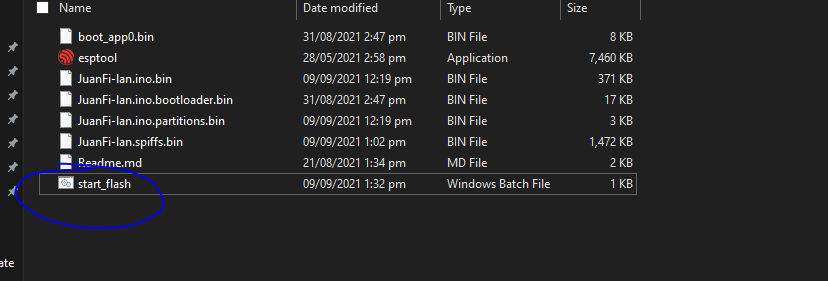 Name Date modified Type Size
boot_app0.bin 31/08/2021 2:47 pm BIN File 8 KB
esptool 28/05/2021 2:58 pm Application 7,460 KB
JuanFi-lan.ino.bin 09/09/2021 12:19 pm BIN File 371 KB
JuanFi-lan.ino.bootloader.bin 31/08/2021 2:47 pm BIN File 17 KB
JuanFi-lan.ino.partitions.bin 09/09/2021 12:19 pm BIN File 3 KB
JuanFi-lan.spiffs.bin 09/09/2021 1:02 pm BIN File 1,472 KB
Readme.md 21/08/2021 1:34 pm MD File 2 KB
start_flash 09/09/2021 1:32 pm Windows Batch File 1 KB
ate